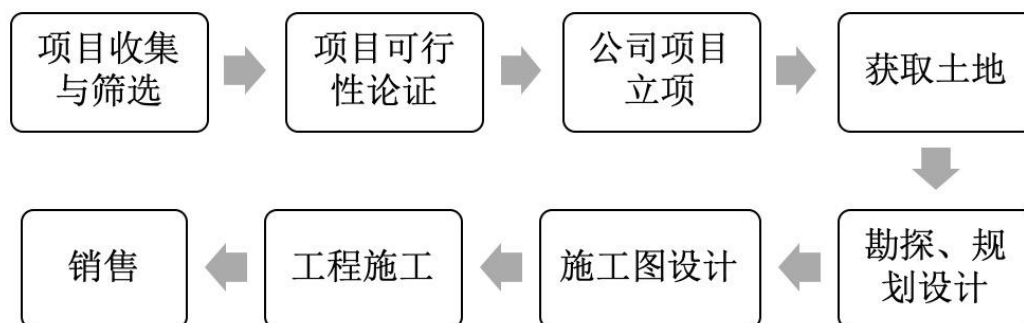 项目收集
与筛选
项目可行
性论证
公司项目
立项
获取土地
勘探、规
划设计
施工图设计
工程施工
销售